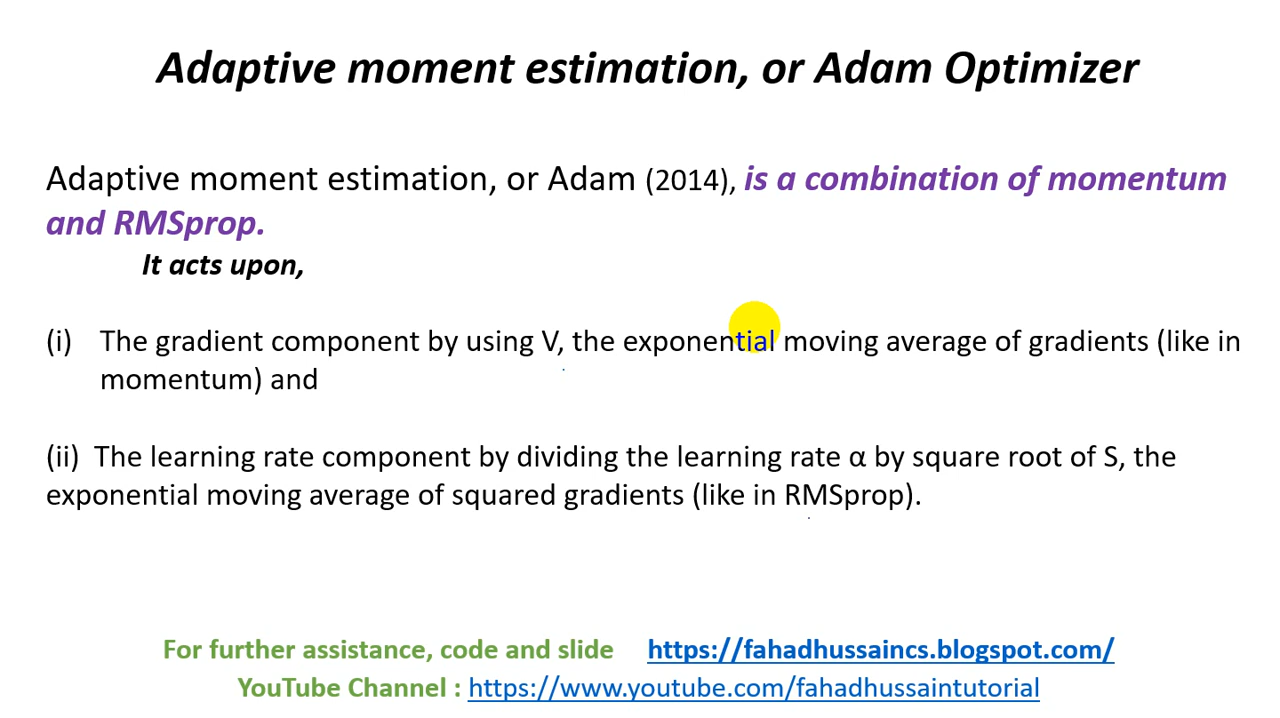 Adaptive moment estimation, or Adam Optimizer
Adaptive moment estimation, or Adam (2014), is a combination of momentum
and RMSprop.
It acts upon,
(i) The gradient component by using V, the exponential moving average of gradients (like in
momentum) and
(ii) The learning rate component by dividing the learning rate α by square root of S, the
exponential moving average of squared gradients (like in RMSprop).
For further assistance, code and slide https://fahadhussaincs.blogspot.com/
YouTube Channel : https://www.youtube.com/fahadhussaintutorial